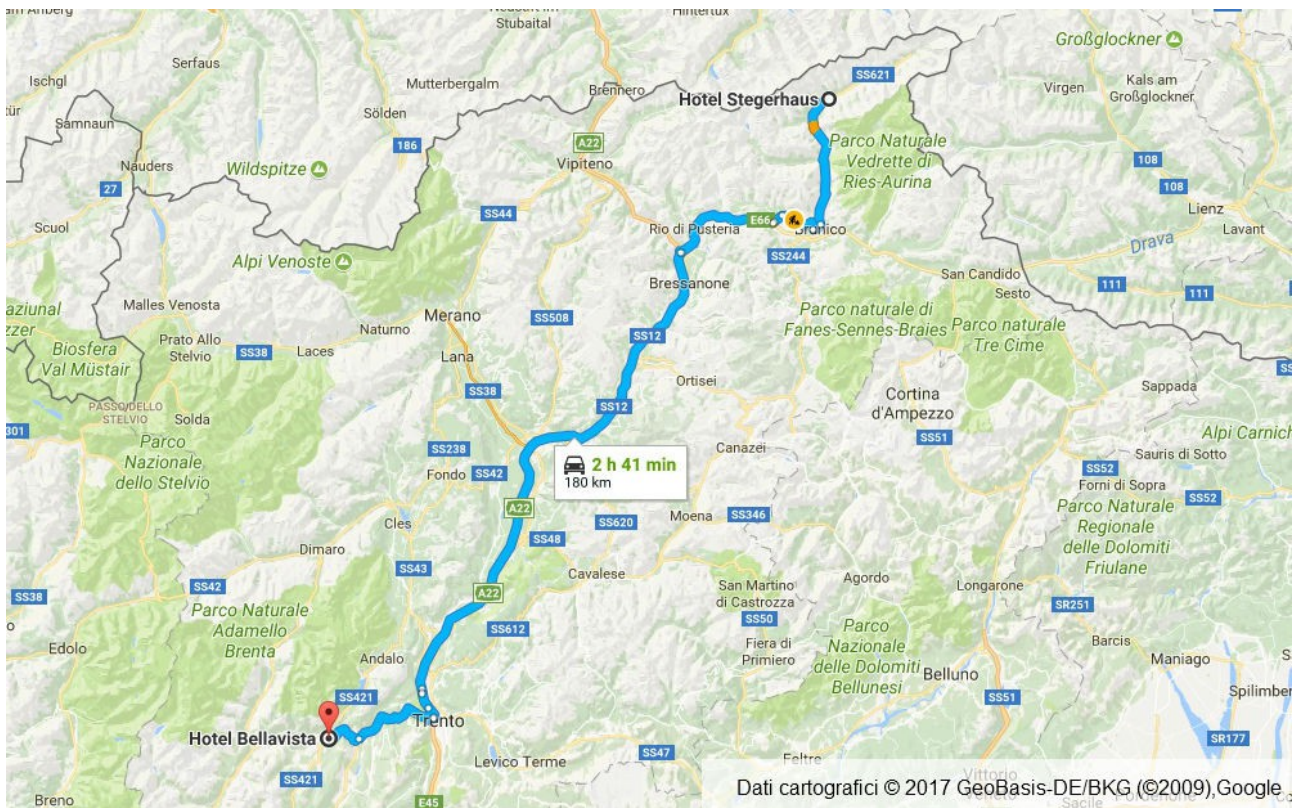 am Arlberg
Neustift im
Stubaital
Hintertux
Großglockner
Serfaus
SS621
Ischgl
Muttereralm
Brennero
Hotel Stegerhaus
Virgen
Kals am
Großglockner
Samnaun
Sölden
186
A22
Parco Naturale
Vedrette di
Ries-Aurina
Nauders
Wildspitze
Vipiteno
108
27
108
SS44
Lienz
Rio di Pusteria
E66
Brunico
Lavant
Drava
Alpi Venoste
SS244
San Candido
Bressanone
Sesto
111
111
Malles Venosta
Merano
SS508
Parco naturale di
Fanes-Sennes-Braies
Parco naturale
Tre Cime
Naturno
SS12
Prato Allo
Stelvio
SS38
Laces
Biosfera
Val Müstair
Lana
Ortisei
SS38
Sappada
PASSO DELLO
STELVIO
Solda
SS12
Cortina
d'Ampezzo
301
SS51
Alpi Carnich
Parco
Nazionale
dello Stelvio
SS238
Canazei
2 h 41 min
180 km
Sauris di Sotto
Fondo
SS42
SS52
Forni di Sopra
SS52
A22
Moena
SS346
SS620
Parco Naturale
Regionale
delle Dolomiti
Friulane
Cles
SS48
Dimaro
SS43
Cavalese
Agordo
Longarone
SS42
SS38
A22
San Martino
di Castrozza
Parco Naturale
Adamello
Brenta
SS50
SR251
SS612
Barcis
Edolo
Fiera di
Primiero
Parco
Nazionale
delle Dolomiti
Bellunesi
Andalo
Maniago
Belluno
SS421
SS51
Spilimber
Trento
Hotel Bellavista
SR177
SS47
Feltre
Levico Terme
SS421
Vittorio
Veneto
Dati cartografici © 2017 GeoBasis-DE/BKG (©2009),Google
Breno
E45
Sacile